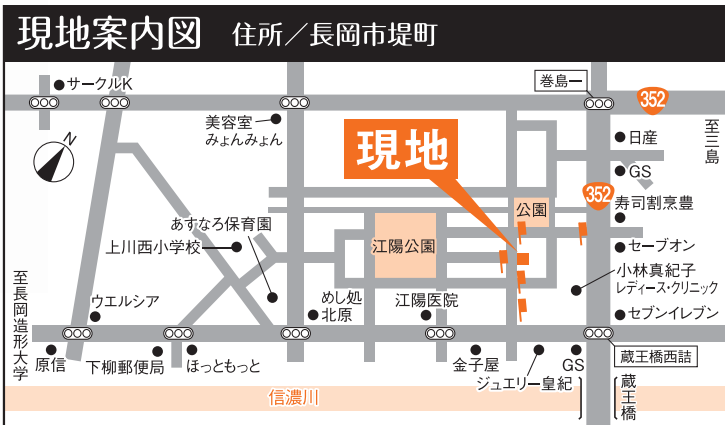 現地案内図 住所／長岡市堤町
サークルK
巻島一
352
至三島
N
美容室
みょんみょん
現地
日産
GS
352
寿司割烹豊
公園
あすなろ保育園
上川西小学校
江陽公園
セーブオン
小林真紀子
レディース・クリニック
至長岡造形大学
ウエルシア
めし処
北原
江陽医院
セブンイレブン
蔵王橋西詰
原信
下柳郵便局
ほっともっと
金子屋
ジュエリー皇紀
GS
蔵王橋
信濃川